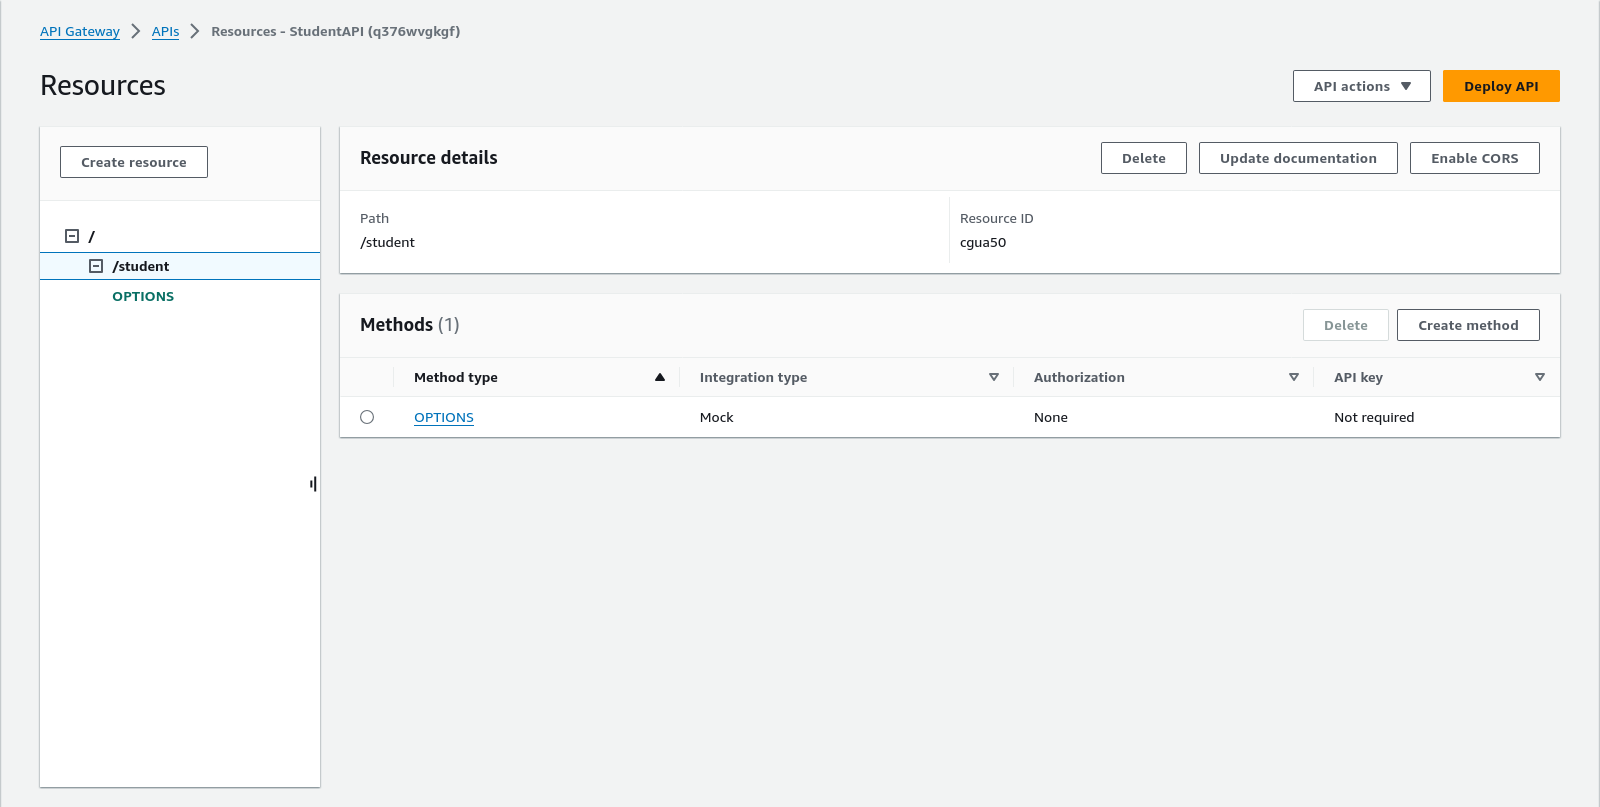 API Gateway > APIs > Resources - StudentAPI (q376wvgkgf)
Resources
API actions Deploy API
Create resource
/
/student
OPTIONS
Resource details
Delete Update documentation Enable CORS
Path Resource ID
/student cgua50
Methods (1)
Delete Create method
Method type Integration type Authorization API key
OPTIONS Mock None Not required